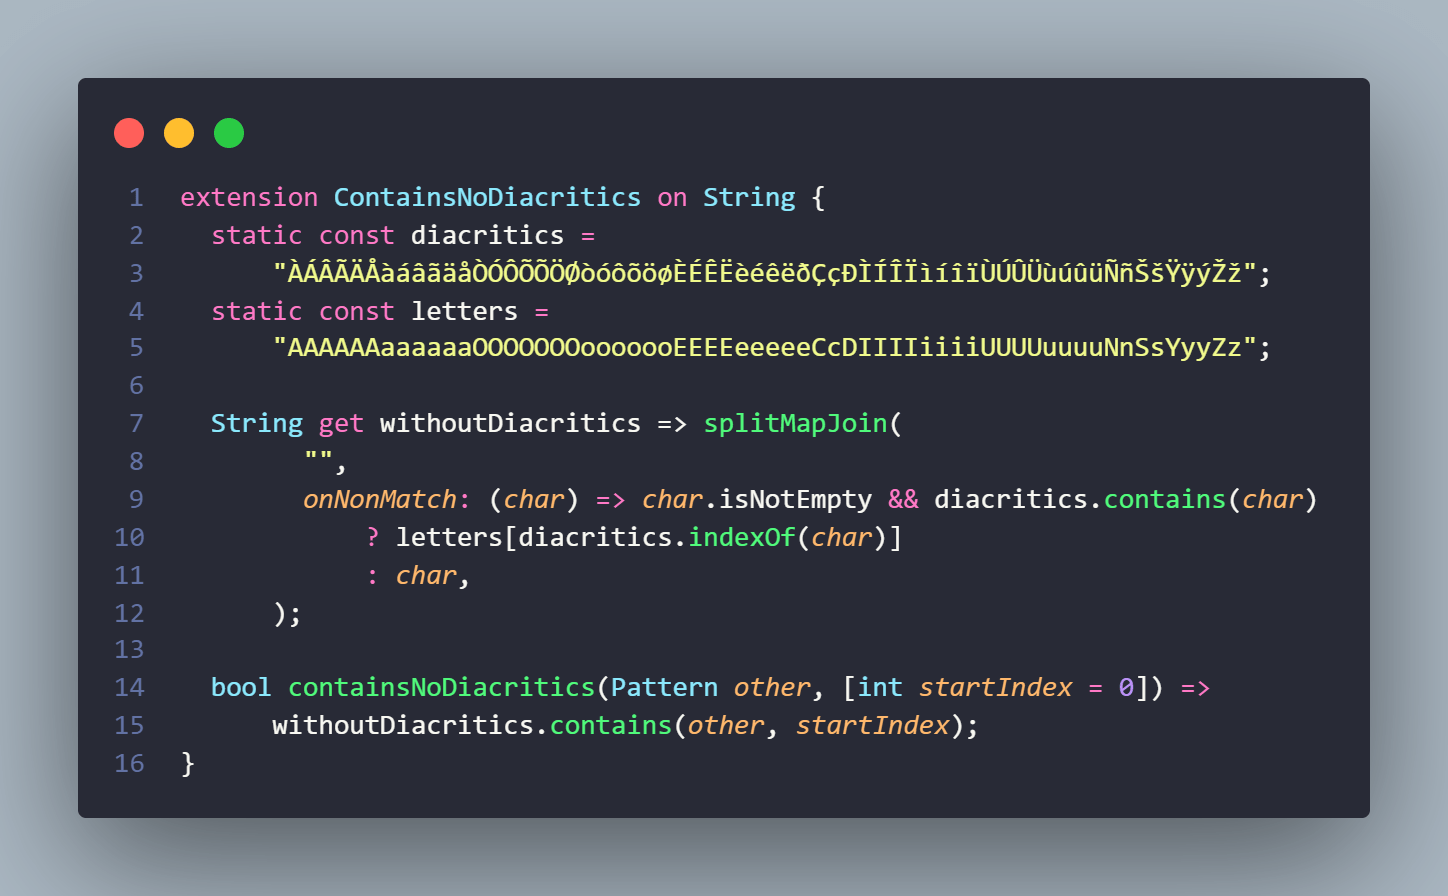 1 extension ContainsNoDiacritics on String {
2   static const diacritics =
3       "ÀÁÂÃÄÅàáâãäåÒÓÔÕÕÖØòóôõöøÈÉÊËèéêëðÇçÐÌÍÎÏìíîïÙÚÛÜùúûüÑñŠšŸÿýŽž";
4   static const letters =
5       "AAAAAAaaaaaaOOOOOOOooooooEEEEeeeeeCcDIIIIiiiiUUUUuuuuNnSsYyyZz";
6
7   String get withoutDiacritics => splitMapJoin(
8         "",
9         onNonMatch: (char) => char.isNotEmpty && diacritics.contains(char)
10             ? letters[diacritics.indexOf(char)]
11             : char,
12       );
13
14   bool containsNoDiacritics(Pattern other, [int startIndex = 0]) =>
15       withoutDiacritics.contains(other, startIndex);
16 }